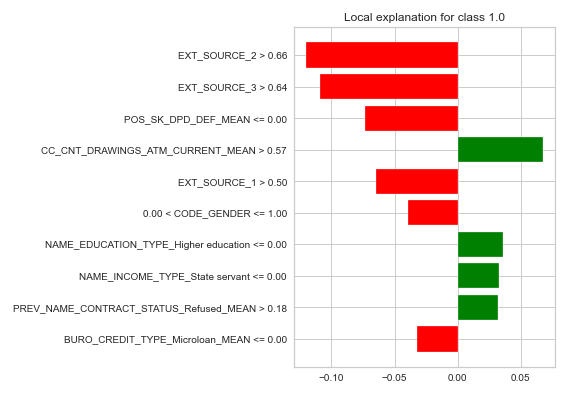 Local explanation for class 1.0
EXT_SOURCE_2 > 0.66
EXT_SOURCE_3 > 0.64
POS_SK_DPD_DEF_MEAN <= 0.00
CC_CNT_DRAWINGS_ATM_CURRENT_MEAN > 0.57
EXT_SOURCE_1 > 0.50
0.00 < CODE_GENDER <= 1.00
NAME_EDUCATION_TYPE_Higher education <= 0.00
NAME_INCOME_TYPE_State servant <= 0.00
PREV_NAME_CONTRACT_STATUS_Refused_MEAN > 0.18
BURO_CREDIT_TYPE_Microloan_MEAN <= 0.00
−0.10 −0.05 0.00 0.05